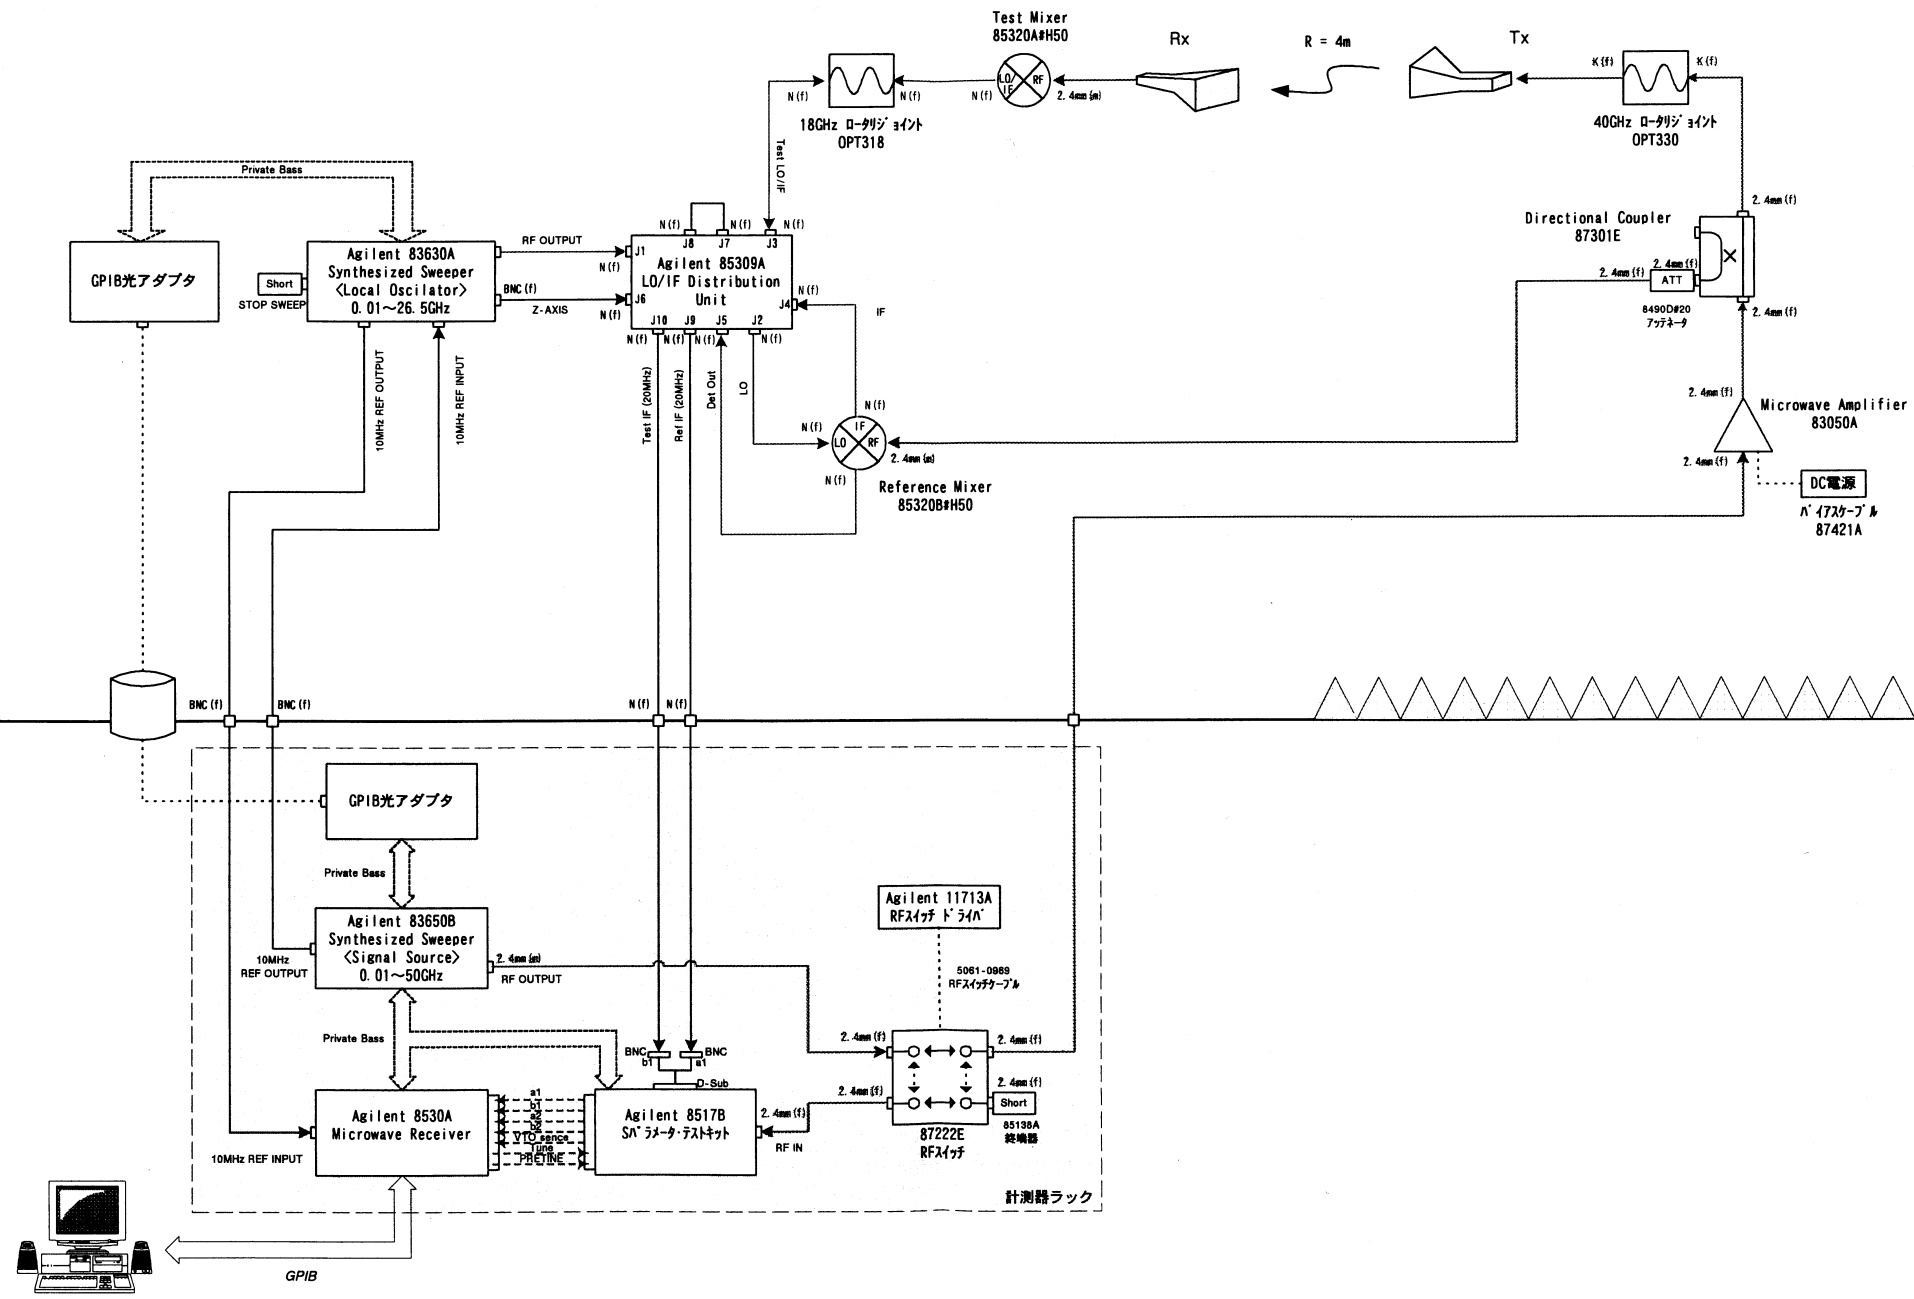 Test Mixer
85320A#H50
Rx
R = 4m
Tx
LO/
IF
RF
N(f)
N(f)
N(f)
2.4mm(m)
K(f)
K(f)
18GHz ロータリジョイント
OPT318
40GHz ロータリジョイント
OPT330
Test LO/IF
Private Bass
GPIB光アダプタ
Short
STOP SWEEP
Agilent 83630A
Synthesized Sweeper
<Local Oscilator>
0.01～26.5GHz
RF OUTPUT
N(f)
BNC(f)
Z-AXIS
N(f)
N(f)
N(f)
N(f)
J8
J7
J3
J1
Agilent 85309A
LO/IF Distribution
Unit
J6
J4
N(f)
J10
J9
J5
J2
N(f)
N(f)
N(f)
N(f)
IF
10MHz REF OUTPUT
10MHz REF INPUT
Test IF (20MHz)
Ref IF (20MHz)
Det Out
LO
N(f)
N(f)
IF
LO
RF
2.4mm(m)
N(f)
Reference Mixer
85320B#H50
2.4mm(f)
Directional Coupler
87301E
2.4mm(f)
2.4mm(f)
ATT
8490D#20
アッテネータ
2.4mm(f)
2.4mm(f)
Microwave Amplifier
83050A
2.4mm(f)
DC電源
バイアスケーブル
87421A
BNC(f)
BNC(f)
N(f)
N(f)
GPIB光アダプタ
Private Bass
Agilent 83650B
Synthesized Sweeper
<Signal Source>
0.01～50GHz
10MHz
REF OUTPUT
2.4mm(m)
RF OUTPUT
Agilent 11713A
RFスイッチ ドライバ
5061-0989
RFスイッチケーブル
Private Bass
BNC
b1
BNC
a1
D-Sub
2.4mm(f)
2.4mm(f)
2.4mm(f)
2.4mm(f)
Short
85138A
終端器
87222E
RFスイッチ
Agilent 8530A
Microwave Receiver
10MHz REF INPUT
a1
b1
a2
b2
VTO sence
Tune
PRETINE
Agilent 8517B
Sパラメータ・テストキット
2.4mm(f)
RF IN
計測器ラック
GPIB